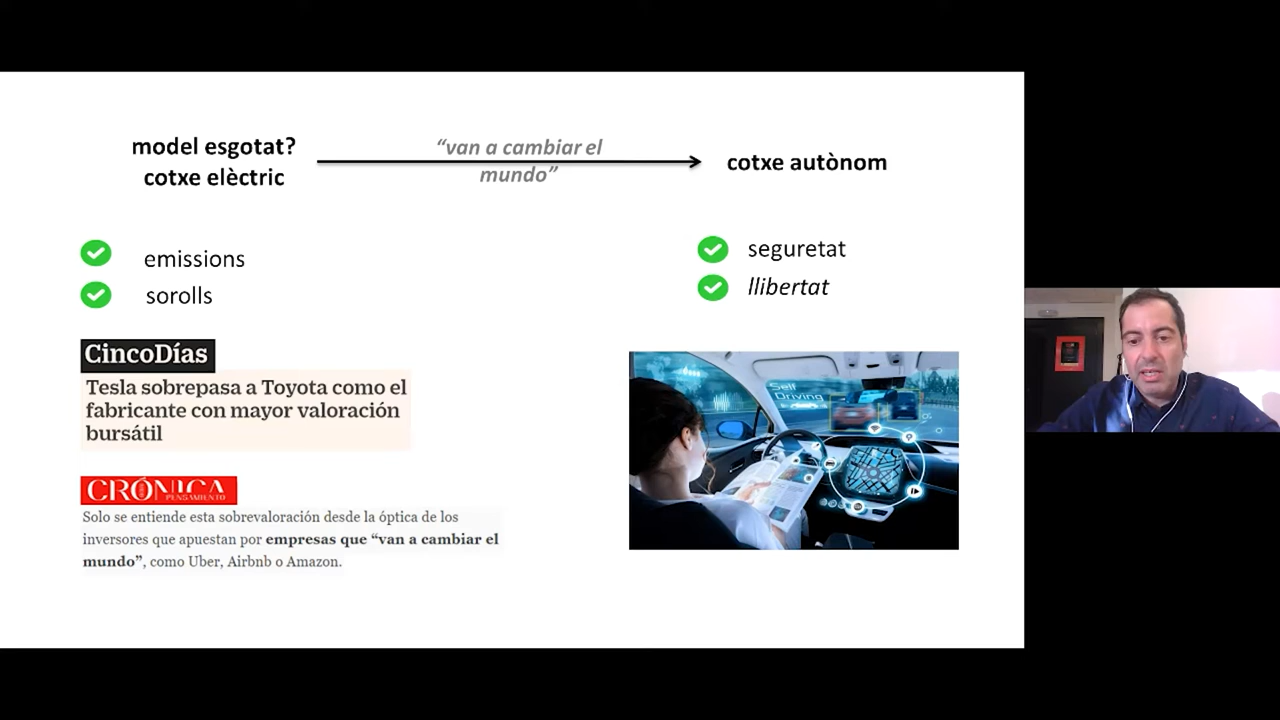 model esgotat?
cotxe elèctric
“van a cambiar el
mundo”
cotxe autònom
emissions
sorolls
seguretat
llibertat
CincoDías
Tesla sobrepasa a Toyota como el
fabricante con mayor valoración
bursátil
CRÓNICA
PENSAMIENTO
Solo se entiende esta sobrevaloración desde la óptica de los
inversores que apuestan por empresas que “van a cambiar el
mundo”, como Uber, Airbnb o Amazon.
Self
Driving